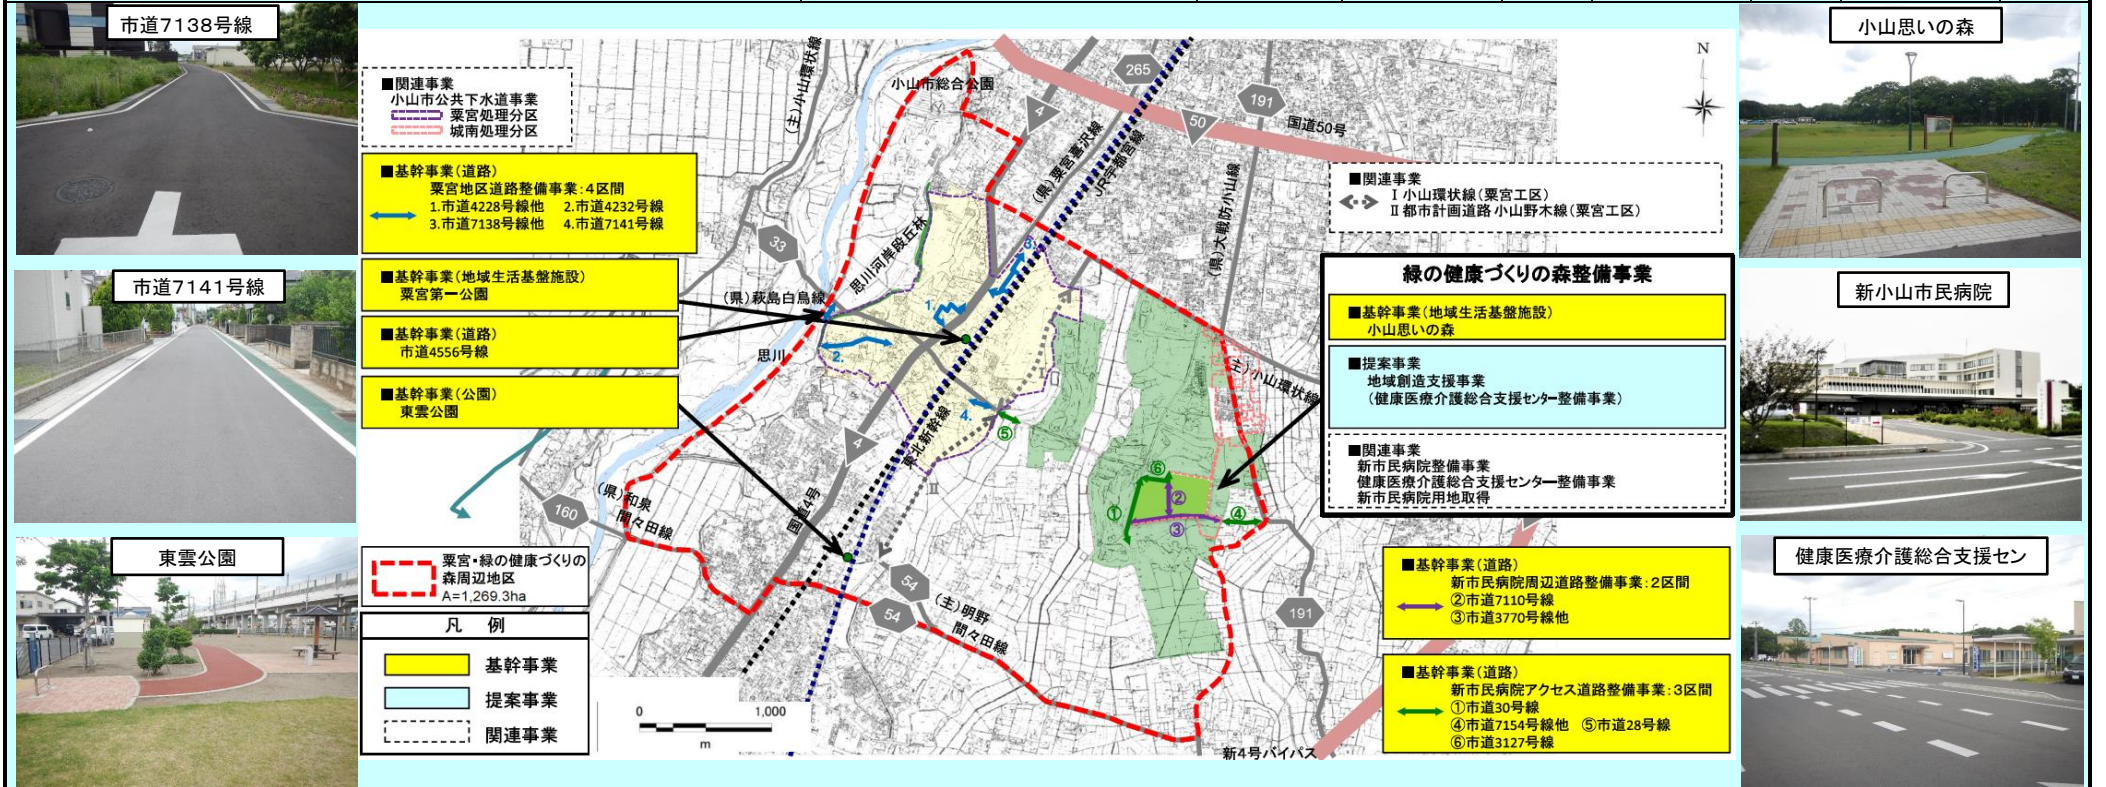 市道7138号線
市道7141号線
東雲公園
■関連事業
小山市公共下水道事業
粟宮処理分区
城南処理分区
■基幹事業(道路)
粟宮地区道路整備事業:4区間
1.市道4228号線他 2.市道4232号線
3.市道7138号線他 4.市道7141号線
■基幹事業(地域生活基盤施設)
粟宮第一公園
■基幹事業(道路)
市道4556号線
■基幹事業(公園)
東雲公園
粟宮・緑の健康づくりの
森周辺地区
A=1,269.3ha
凡 例
基幹事業
提案事業
関連事業
(主)小山環状線
小山市総合公園
265
4
(県)粟宮喜沢線
JR宇都宮線
191
50
国道50号
N
33
思川河岸段丘林
(県)萩島白鳥線
思川
(県)大戦防小山線
(主)小山環状線
1.
2.
3.
4.
⑤
I
II
東北新幹線
4
国道4号
160
(県)和泉
間々田線
54
54
(主)明野
間々田線
①
②
③
④
⑥
191
新4号バイパス
0 1,000
m
■関連事業
Ⅰ小山環状線(粟宮工区)
Ⅱ都市計画道路小山野木線(粟宮工区)
緑の健康づくりの森整備事業
■基幹事業(地域生活基盤施設)
小山思いの森
■提案事業
地域創造支援事業
(健康医療介護総合支援センター整備事業)
■関連事業
新市民病院整備事業
健康医療介護総合支援センター整備事業
新市民病院用地取得
■基幹事業(道路)
新市民病院周辺道路整備事業:2区間
②市道7110号線
③市道3770号線他
■基幹事業(道路)
新市民病院アクセス道路整備事業:3区間
①市道30号線
④市道7154号線他 ⑤市道28号線
⑥市道3127号線
小山思いの森
新小山市民病院
健康医療介護総合支援セン